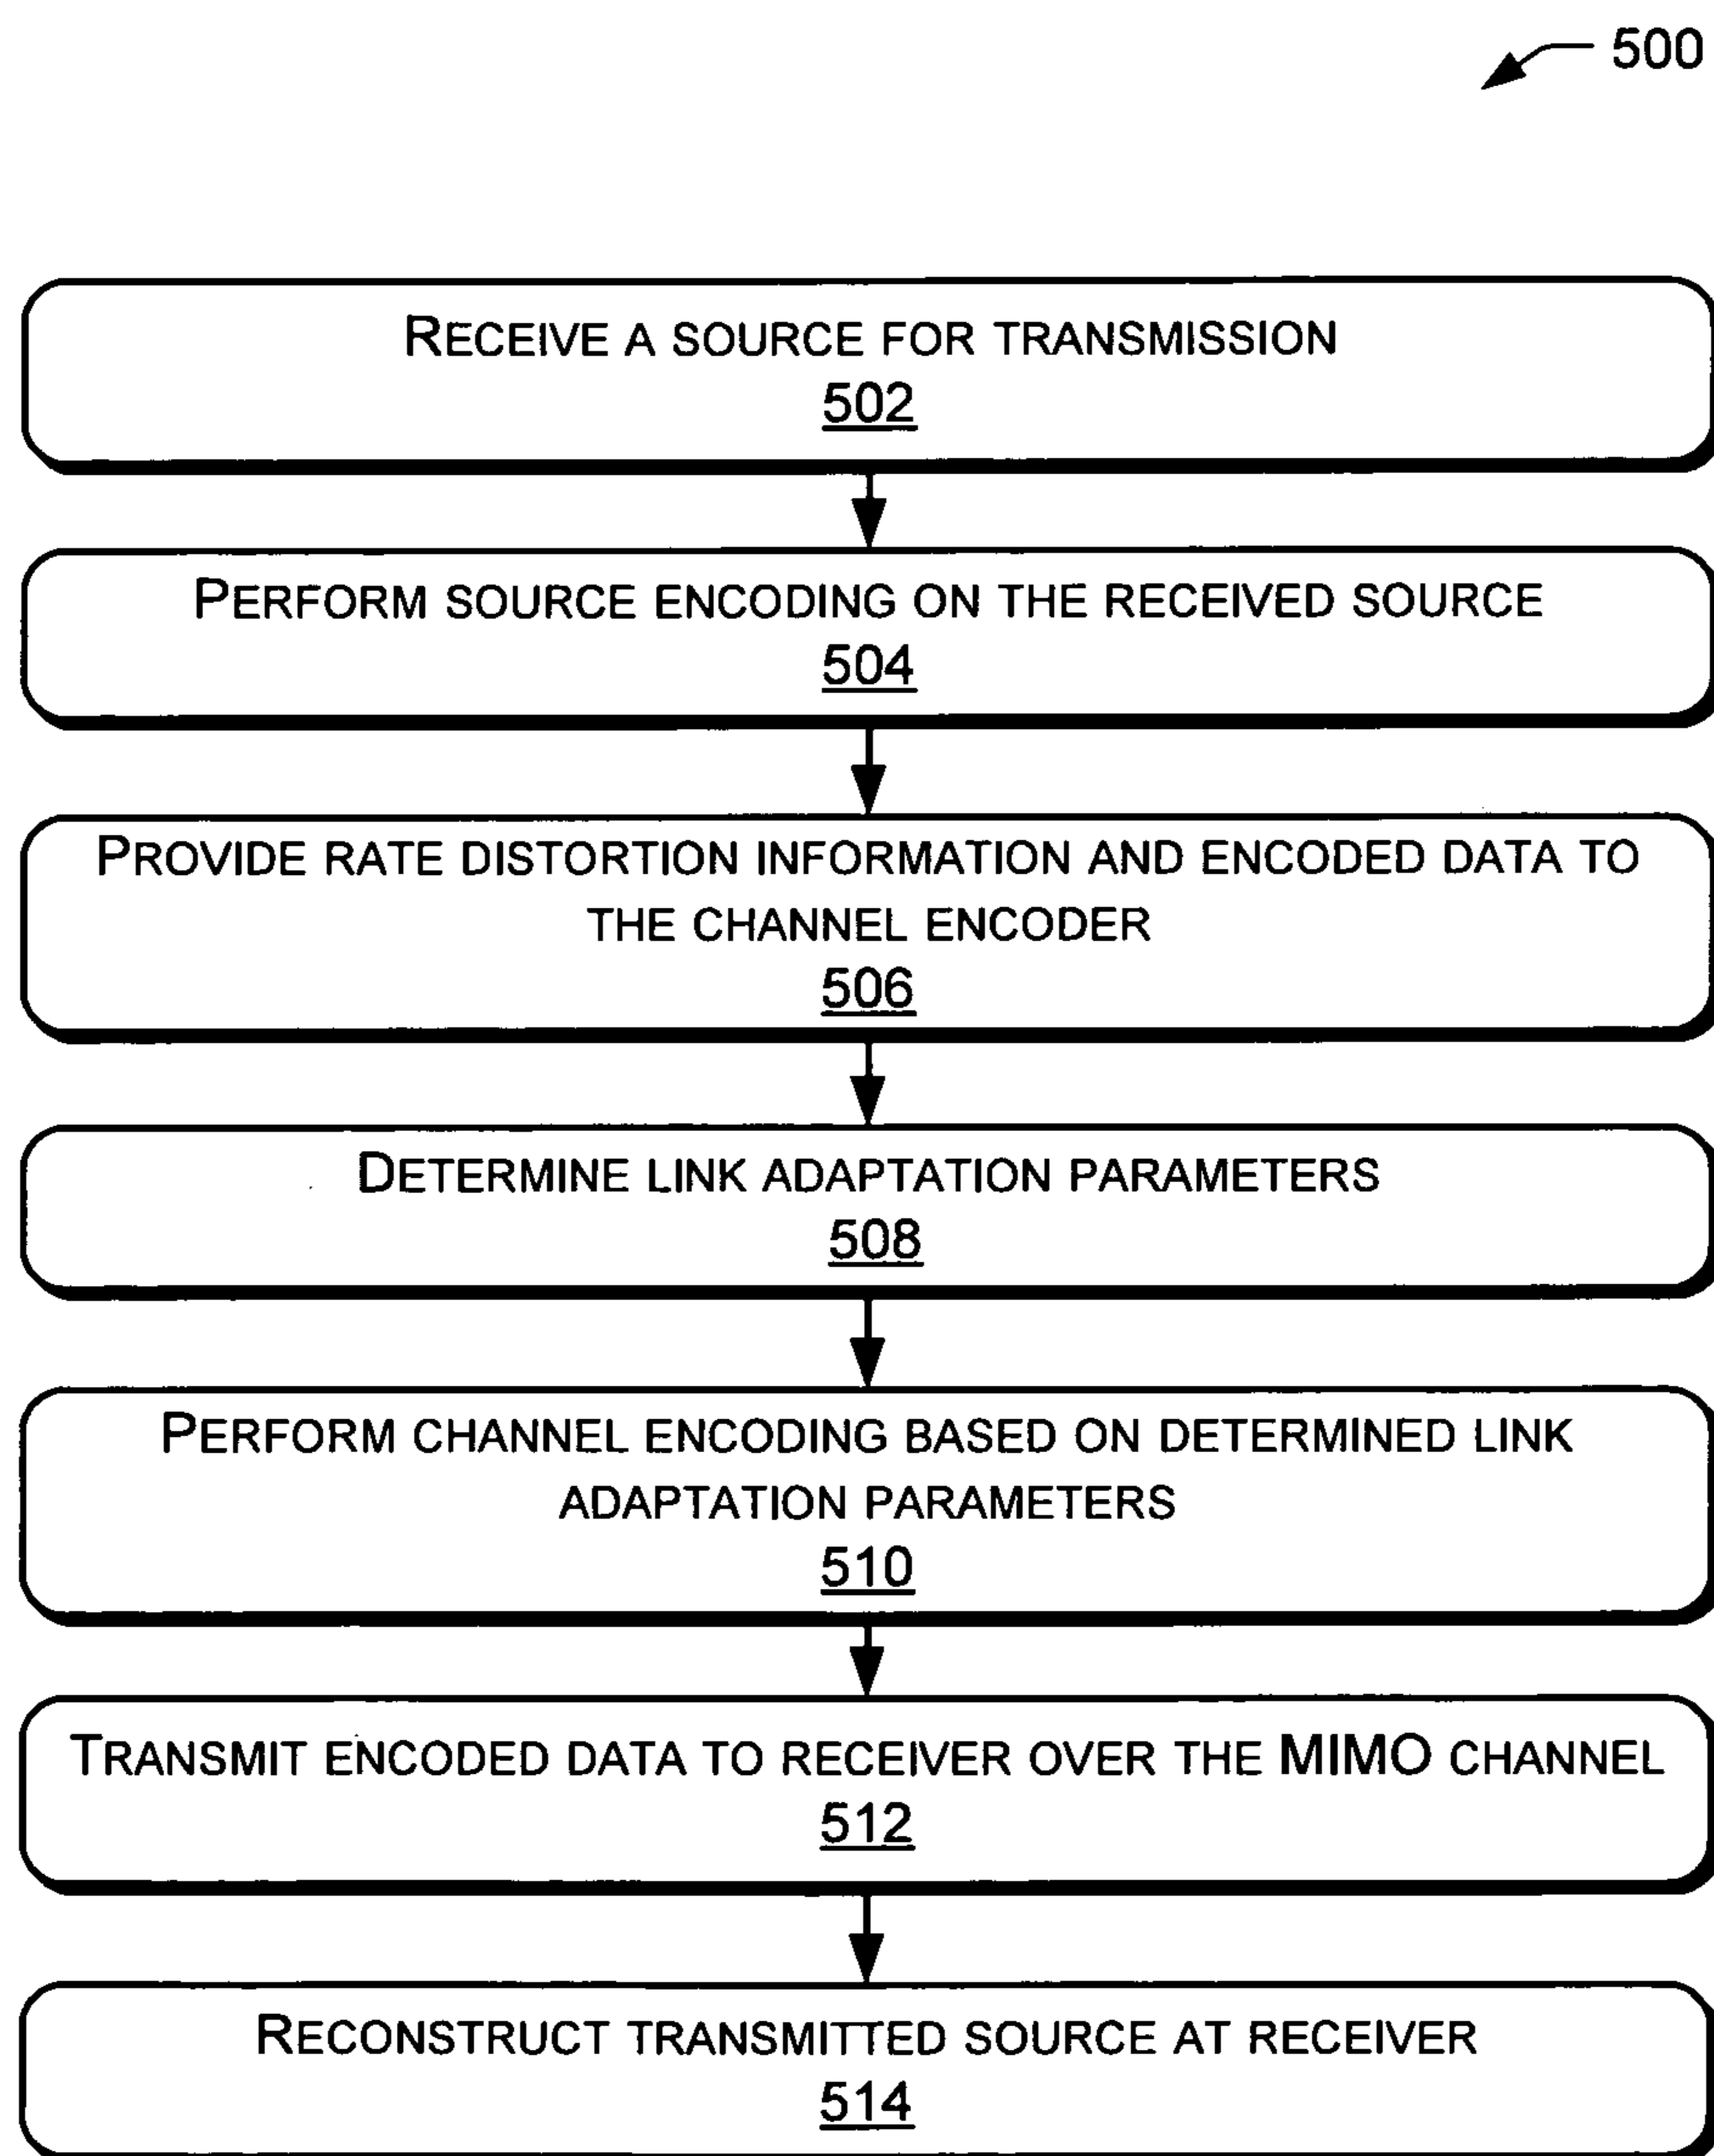 500
RECEIVE A SOURCE FOR TRANSMISSION
502
PERFORM SOURCE ENCODING ON THE RECEIVED SOURCE
504
PROVIDE RATE DISTORTION INFORMATION AND ENCODED DATA TO
THE CHANNEL ENCODER
506
DETERMINE LINK ADAPTATION PARAMETERS
508
PERFORM CHANNEL ENCODING BASED ON DETERMINED LINK
ADAPTATION PARAMETERS
510
TRANSMIT ENCODED DATA TO RECEIVER OVER THE MIMO CHANNEL
512
RECONSTRUCT TRANSMITTED SOURCE AT RECEIVER
514